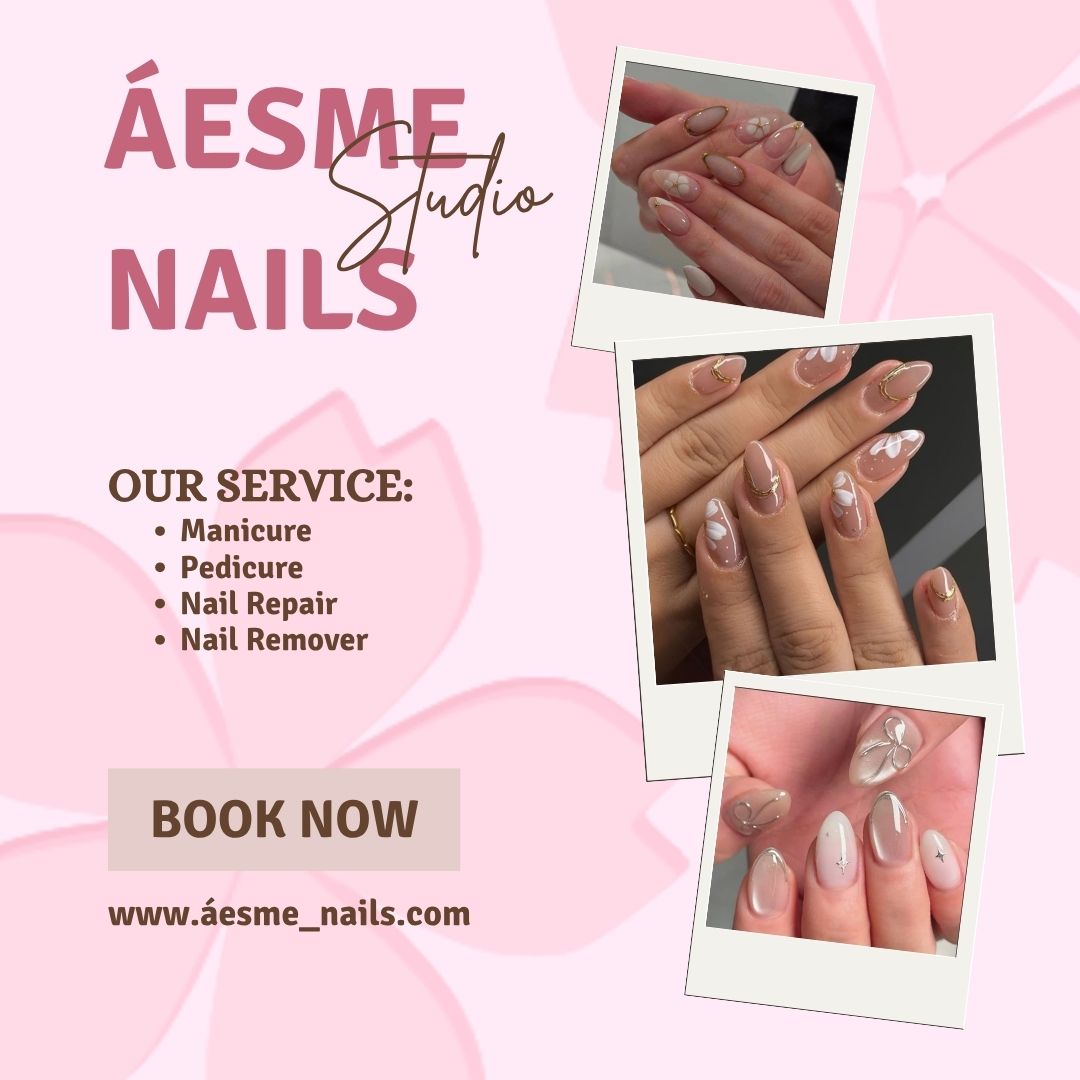 ÁESME
Studio
NAILS
OUR SERVICE:
• Manicure
• Pedicure
• Nail Repair
• Nail Remover
BOOK NOW
www.áesme_nails.com